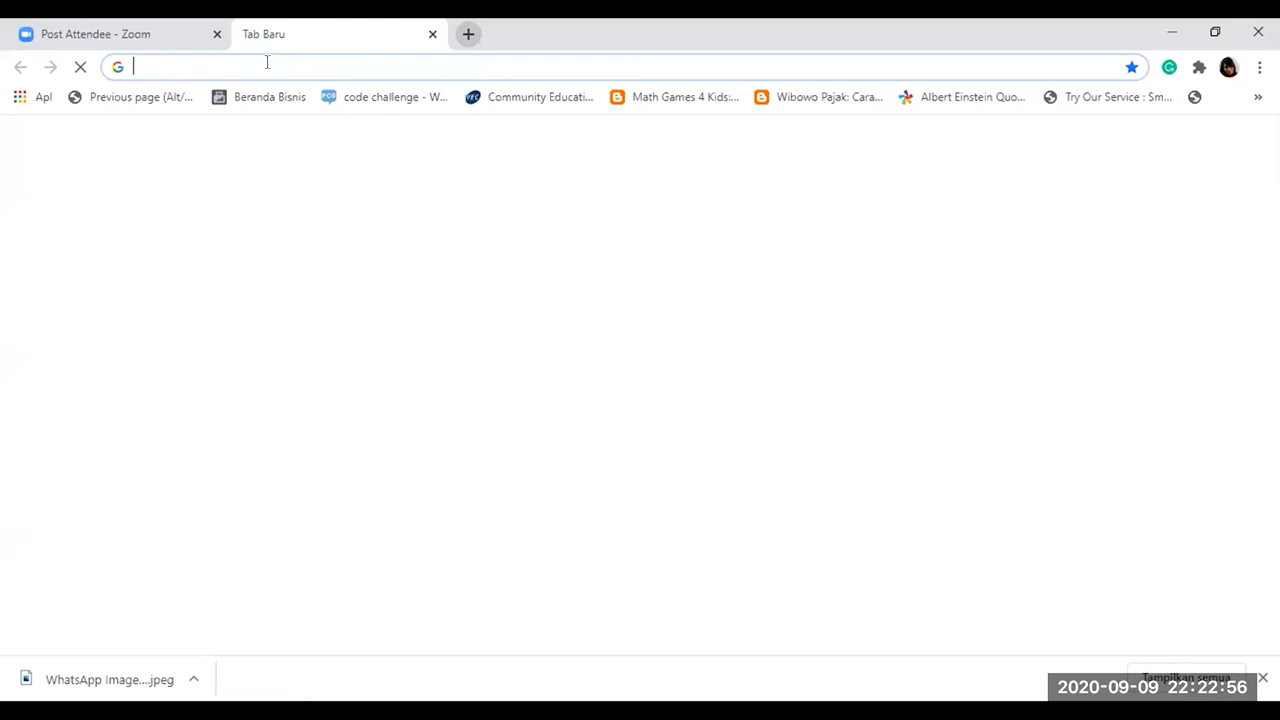 Post Attendee - Zoom
Tab Baru
Apl
Previous page (Alt/...
Beranda Bisnis
code challenge - W...
Community Educati...
Math Games 4 Kids:...
Wibowo Pajak: Cara...
Albert Einstein Quo...
Try Our Service : Sm...
WhatsApp Image....jpeg
Tampilkan semua
2020-09-09 22:22:56